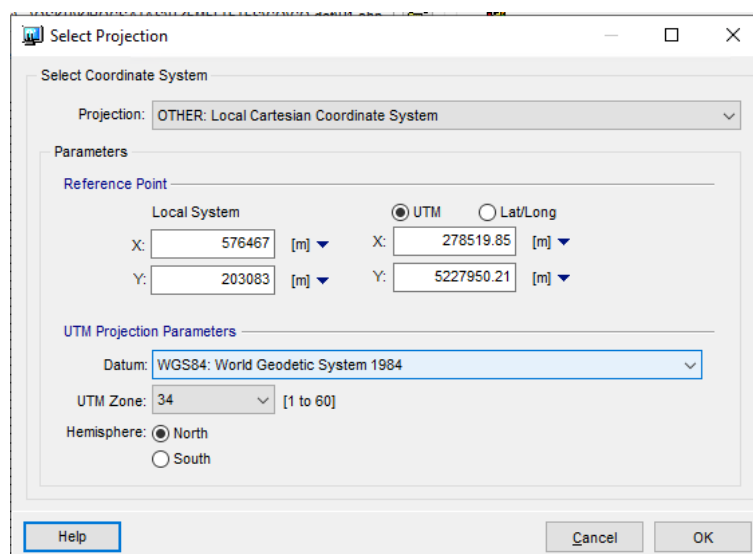 Select Projection
Select Coordinate System
Projection: OTHER: Local Cartesian Coordinate System
Parameters
Reference Point
Local System UTM Lat/Long
X: 576467 [m] X: 278519.85 [m]
Y: 203083 [m] Y: 5227950.21 [m]
UTM Projection Parameters
Datum: WGS84: World Geodetic System 1984
UTM Zone: 34 [1 to 60]
Hemisphere: North
South
Help Cancel OK